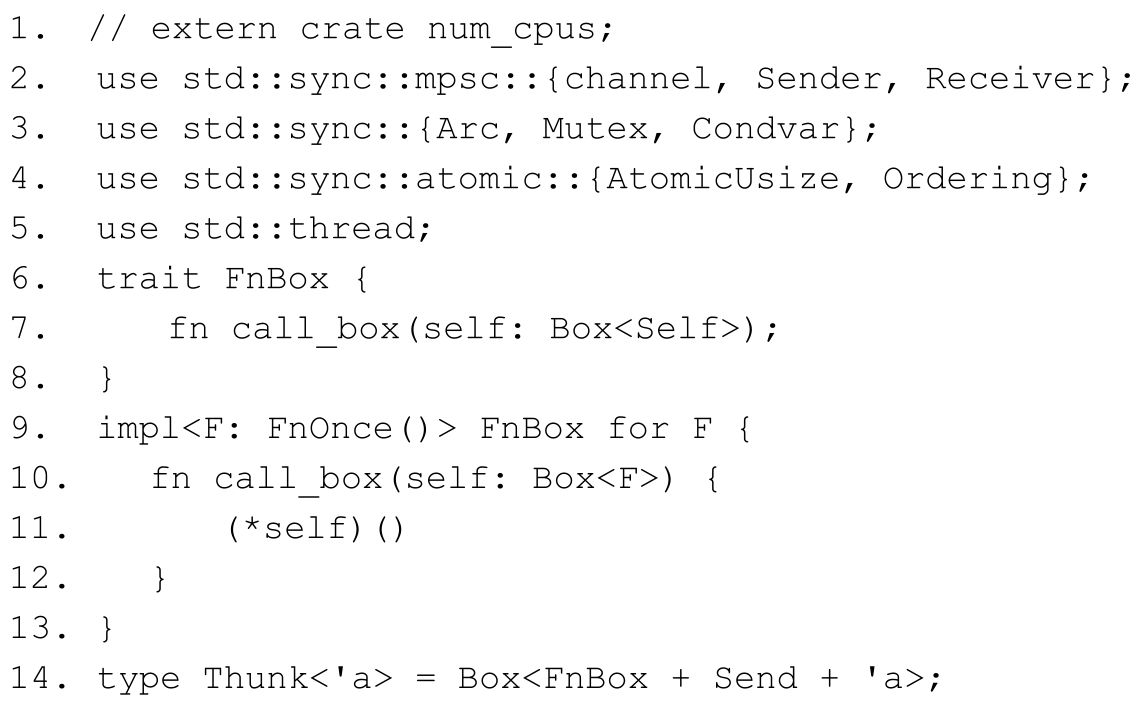 1. // extern crate num_cpus;
2. use std::sync::mpsc::{channel, Sender, Receiver};
3. use std::sync::{Arc, Mutex, Condvar};
4. use std::sync::atomic::{AtomicUsize, Ordering};
5. use std::thread;
6. trait FnBox {
7.     fn call_box(self: Box<Self>);
8. }
9. impl<F: FnOnce()> FnBox for F {
10.    fn call_box(self: Box<F>) {
11.        (*self)()
12.    }
13. }
14. type Thunk<'a> = Box<FnBox + Send + 'a>;